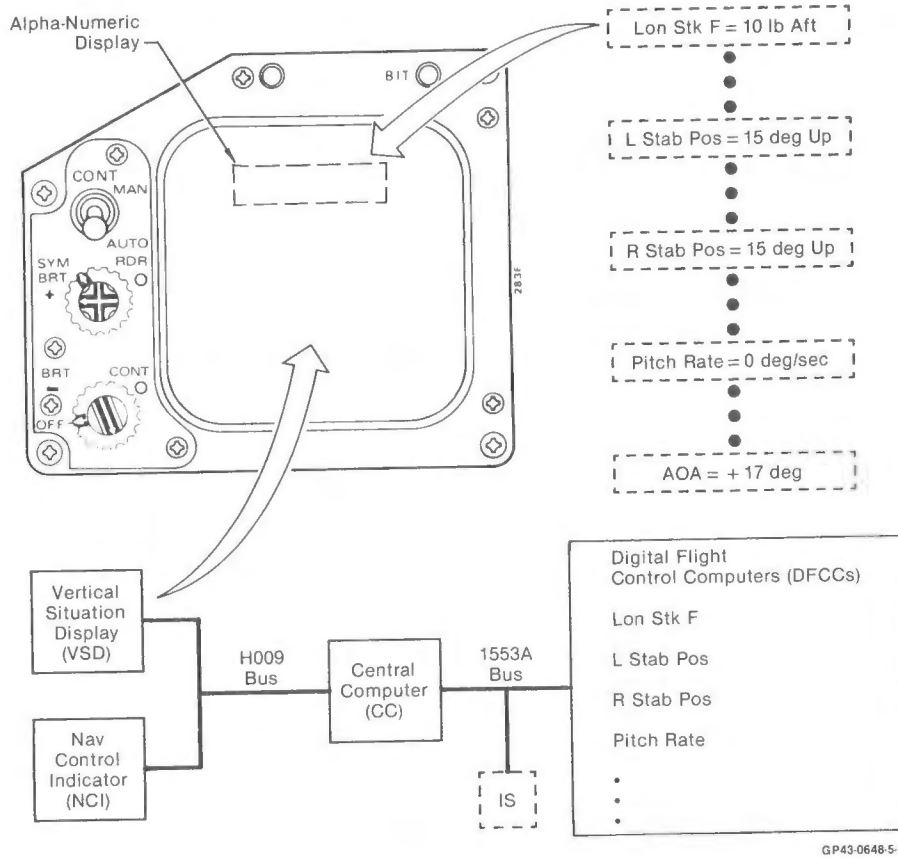 Alpha-Numeric
Display
BIT
CONT
MAN
AUTO
RDR
SYM
BRT
+
BRT
–
CONT
OFF
283F
Lon Stk F = 10 lb Aft
L Stab Pos = 15 deg Up
R Stab Pos = 15 deg Up
Pitch Rate = 0 deg/sec
AOA = + 17 deg
Vertical
Situation
Display
(VSD)
Nav
Control
Indicator
(NCI)
H009
Bus
Central
Computer
(CC)
1553A
Bus
IS
Digital Flight
Control Computers (DFCCs)
Lon Stk F
L Stab Pos
R Stab Pos
Pitch Rate
GP43-0648-5-